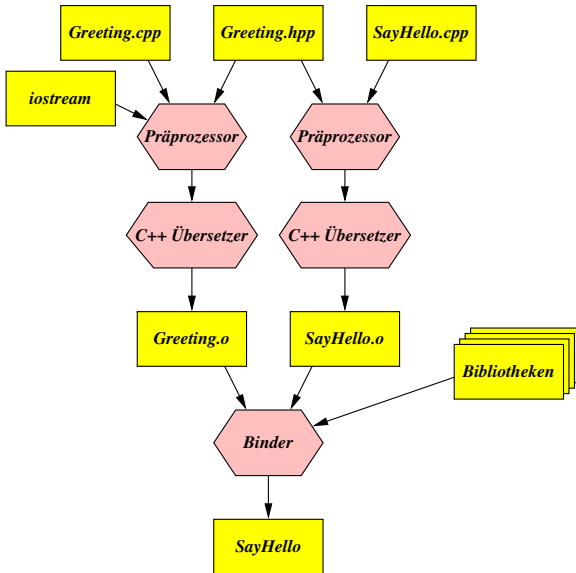 Greeting.cpp
Greeting.hpp
SayHello.cpp
iostream
Präprozessor
Präprozessor
C++ Übersetzer
C++ Übersetzer
Greeting.o
SayHello.o
Bibliotheken
Binder
SayHello